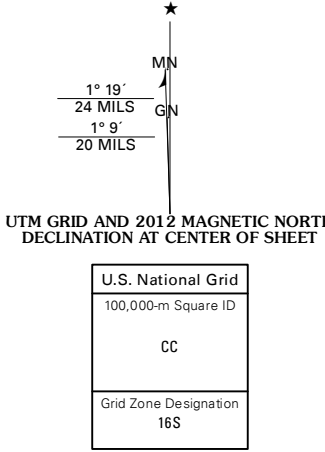 ★
MN
1° 19´
24 MILS
GN
1° 9´
20 MILS
UTM GRID AND 2012 MAGNETIC NORTH
DECLINATION AT CENTER OF SHEET
U.S. National Grid
100,000-m Square ID
CC
Grid Zone Designation
16S